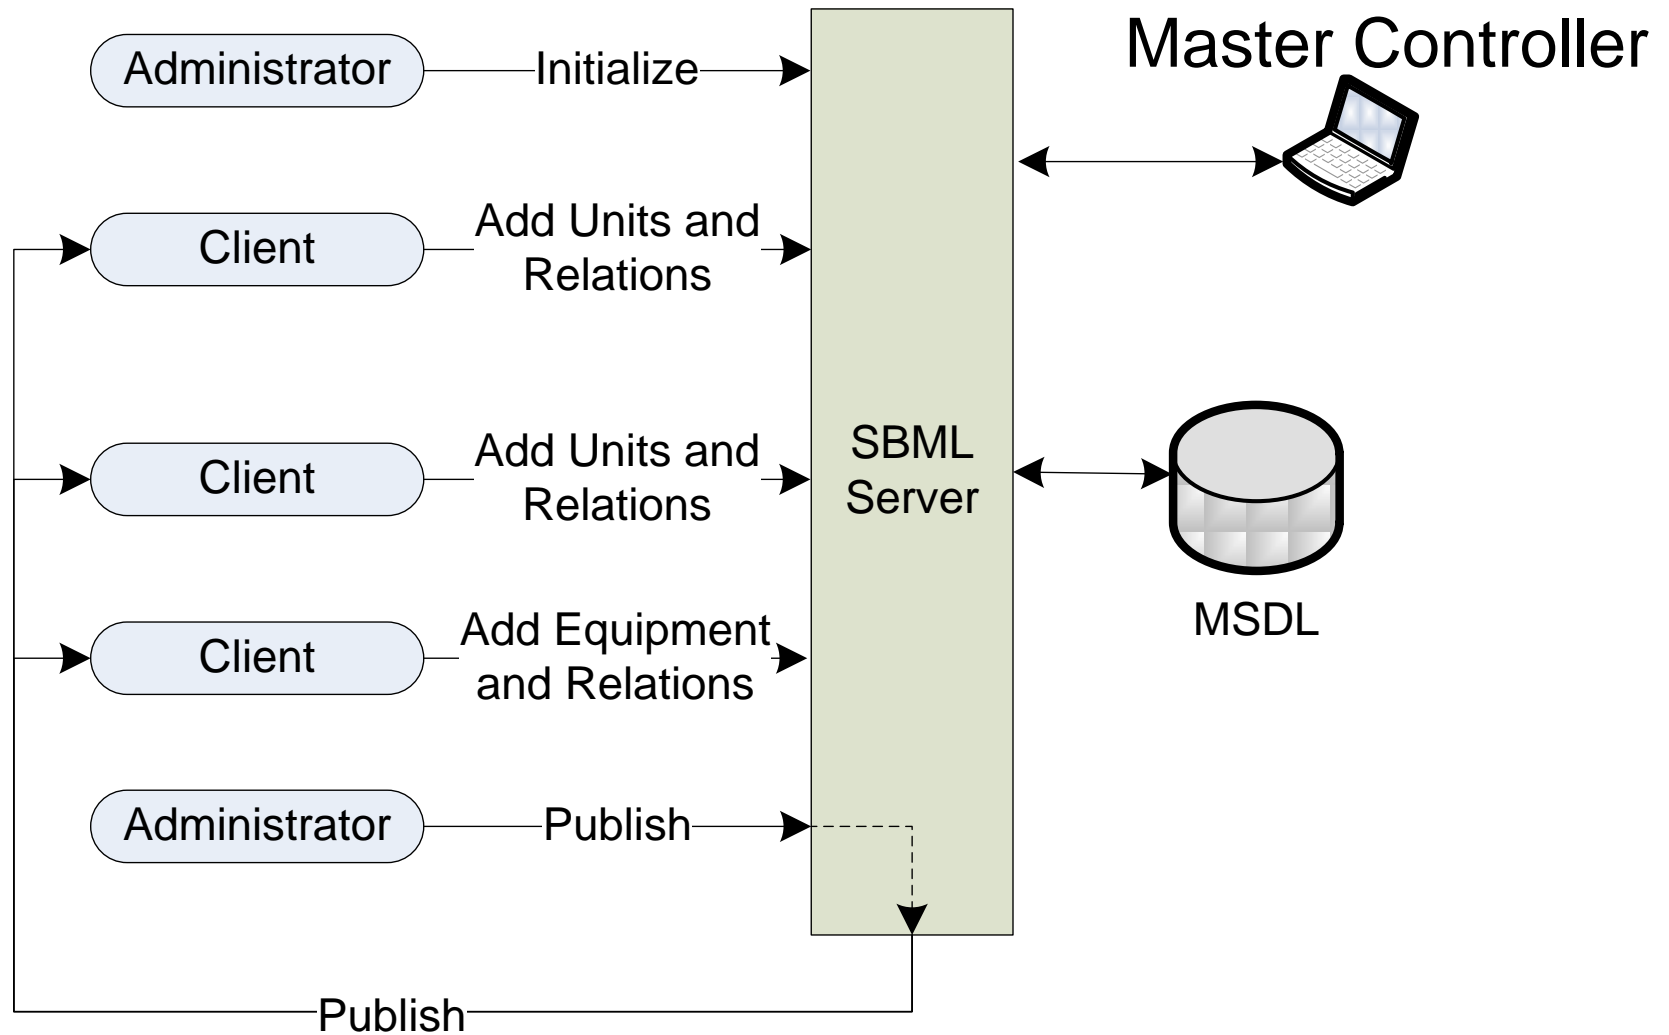 Master Controller
Administrator
Initialize
Client
Add Units and
Relations
Client
Add Units and
Relations
SBML
Server
Client
Add Equipment
and Relations
MSDL
Administrator
Publish
Publish